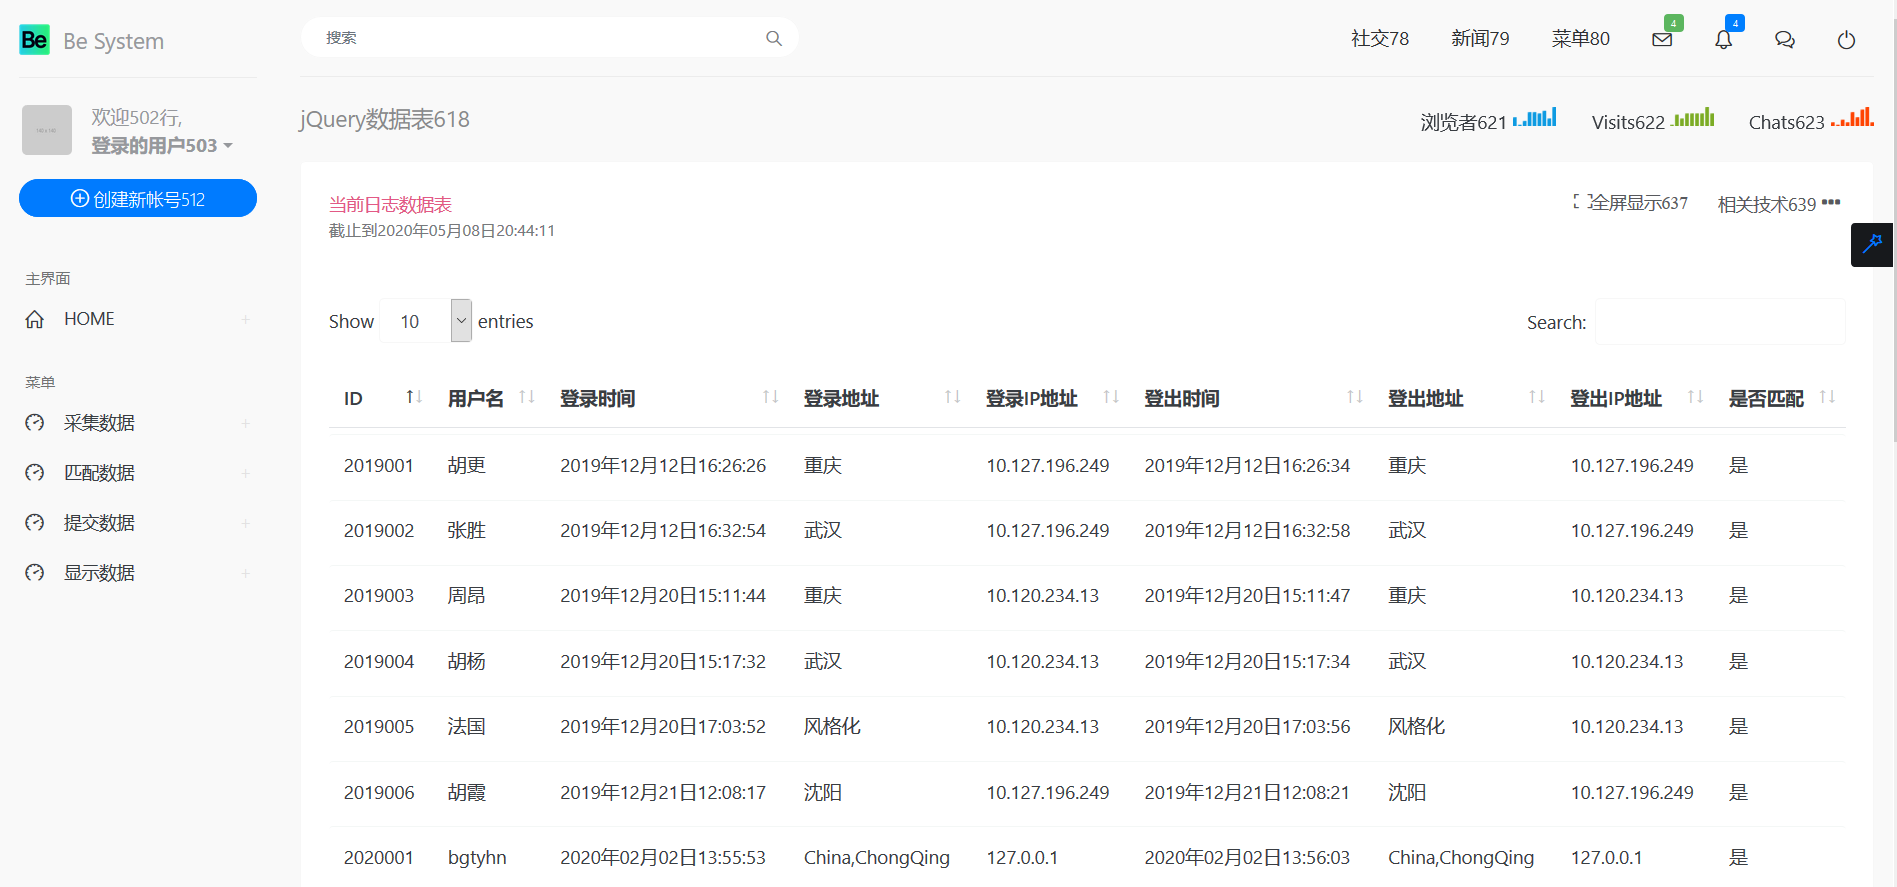 Be Be System
搜索
社交78 新闻79 菜单80 4 4
欢迎502行,
登录的用户503
创建新帐号512
主界面
HOME
菜单
采集数据
匹配数据
提交数据
显示数据
jQuery数据表618
浏览者621 Visits622 Chats623
当前日志数据表
截止到2020年05月08日20:44:11
全屏显示637 相关技术639
Show 10 entries
Search:
ID 用户名 登录时间 登录地址 登录IP地址 登出时间 登出地址 登出IP地址 是否匹配
2019001 胡更 2019年12月12日16:26:26 重庆 10.127.196.249 2019年12月12日16:26:34 重庆 10.127.196.249 是
2019002 张胜 2019年12月12日16:32:54 武汉 10.127.196.249 2019年12月12日16:32:58 武汉 10.127.196.249 是
2019003 周昂 2019年12月20日15:11:44 重庆 10.120.234.13 2019年12月20日15:11:47 重庆 10.120.234.13 是
2019004 胡杨 2019年12月20日15:17:32 武汉 10.120.234.13 2019年12月20日15:17:34 武汉 10.120.234.13 是
2019005 法国 2019年12月20日17:03:52 风格化 10.120.234.13 2019年12月20日17:03:56 风格化 10.120.234.13 是
2019006 胡霞 2019年12月21日12:08:17 沈阳 10.127.196.249 2019年12月21日12:08:21 沈阳 10.127.196.249 是
2020001 bgtyhn 2020年02月02日13:55:53 China,ChongQing 127.0.0.1 2020年02月02日13:56:03 China,ChongQing 127.0.0.1 是